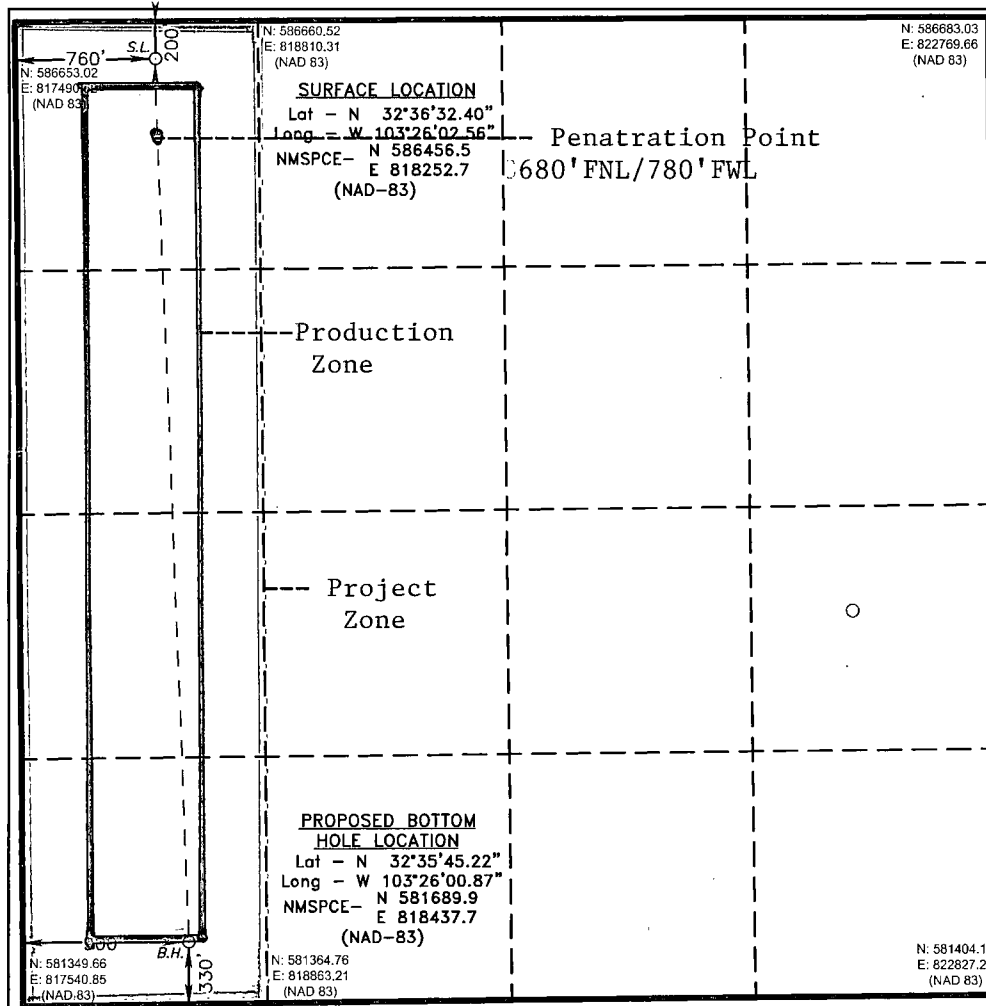 N: 586660.52
E: 818810.31
(NAD 83)
N: 586683.03
E: 822769.66
(NAD 83)
S.L.
200
760'
N: 586653.02
E: 817490
(NAD 83)
SURFACE LOCATION
Lat - N 32°36'32.40"
Long - W 103°26'02.56"
NMSPCE- N 586456.5
E 818252.7
(NAD-83)
Penatration Point
680'FNL/780'FWL
Production
Zone
Project
Zone
PROPOSED BOTTOM
HOLE LOCATION
Lat - N 32°35'45.22"
Long - W 103°26'00.87"
NMSPCE- N 581689.9
E 818437.7
(NAD-83)
B.H.
330'
N: 581349.66
E: 817540.85
(NAD 83)
N: 581364.76
E: 818863.21
(NAD 83)
N: 581404.1
E: 822827.2
(NAD 83)